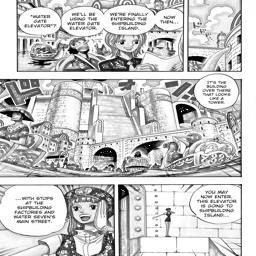 NOW
THEN...
WE'RE FINALLY
ENTERING THE
SHIPBUILDING
ISLAND.
WE'LL BE
USING THE
WATER GATE
ELEVATOR.
"WATER
GATE
ELEVATOR"?
IT'S THE
BUILDING
OVER THERE
THAT LOOKS
LIKE A
TOWER.
YOU MAY
NOW ENTER. THIS
ELEVATOR IS
GOING TO
SHIPBUILDING
ISLAND...
...WITH STOPS
AT THE
SHIPBUILDING
FACTORIES AND
WATER SEVEN'S
MAIN STREET.